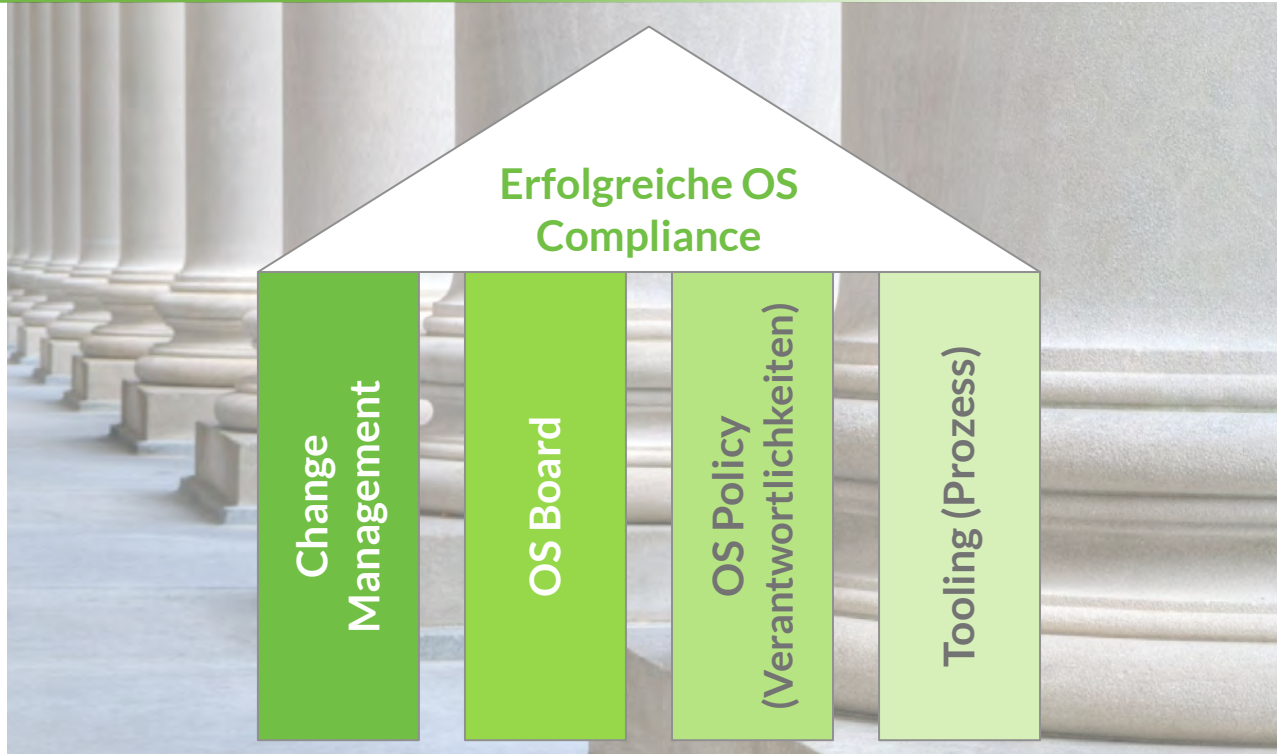 Erfolgreiche OS
Compliance
Change
Management
OS Board
OS Policy
(Verantwortlichkeiten)
Tooling (Prozess)